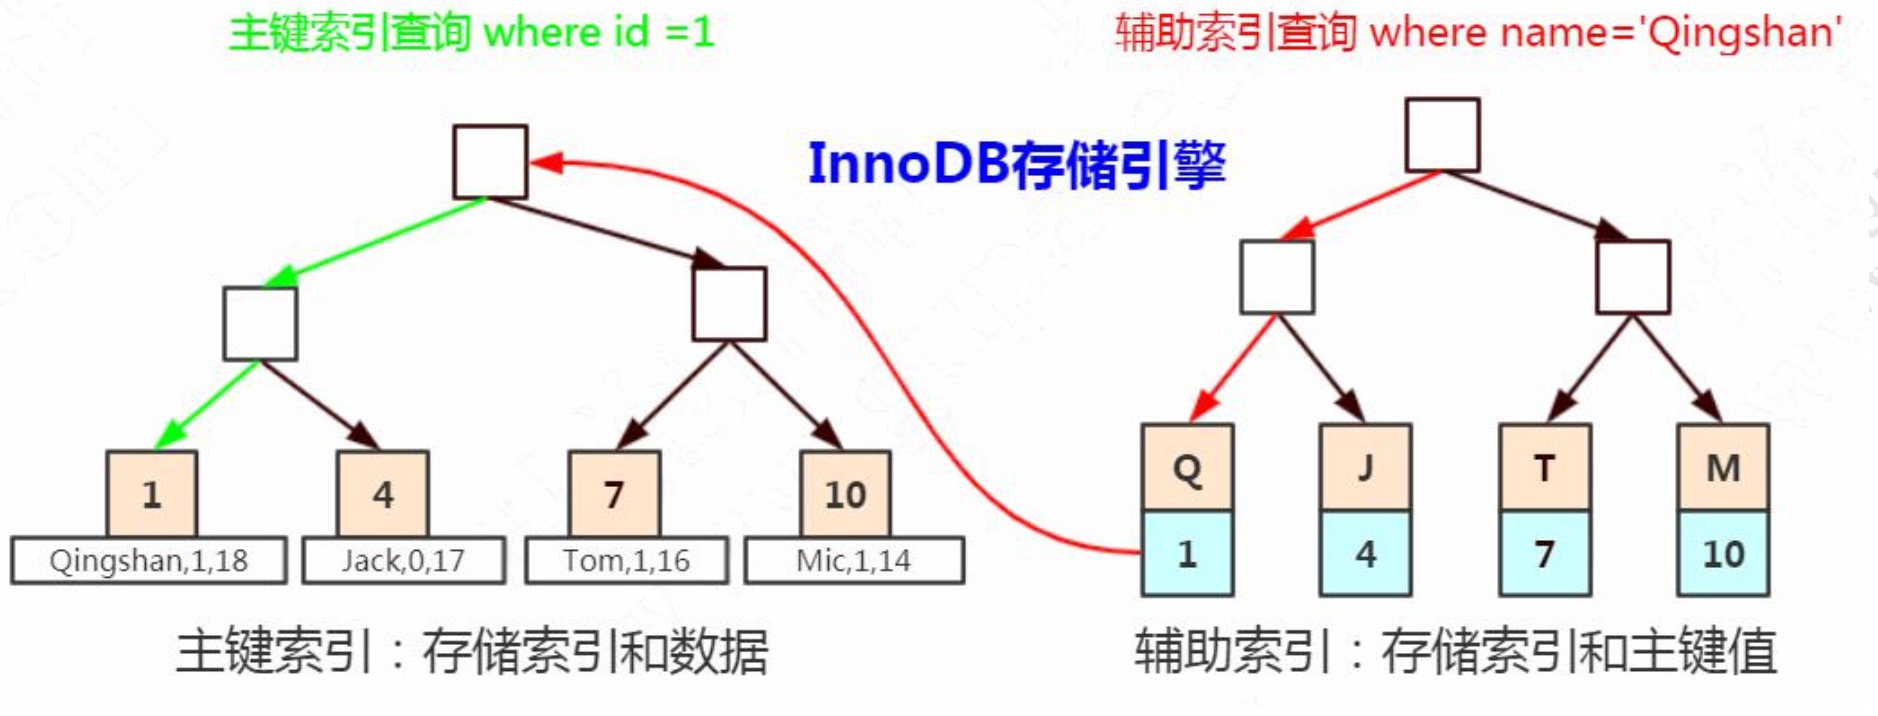 主键索引查询 where id =1
辅助索引查询 where name='Qingshan'
InnoDB存储引擎
1
4
7
10
Qingshan,1,18
Jack,0,17
Tom,1,16
Mic,1,14
主键索引：存储索引和数据
Q
J
T
M
1
4
7
10
辅助索引：存储索引和主键值